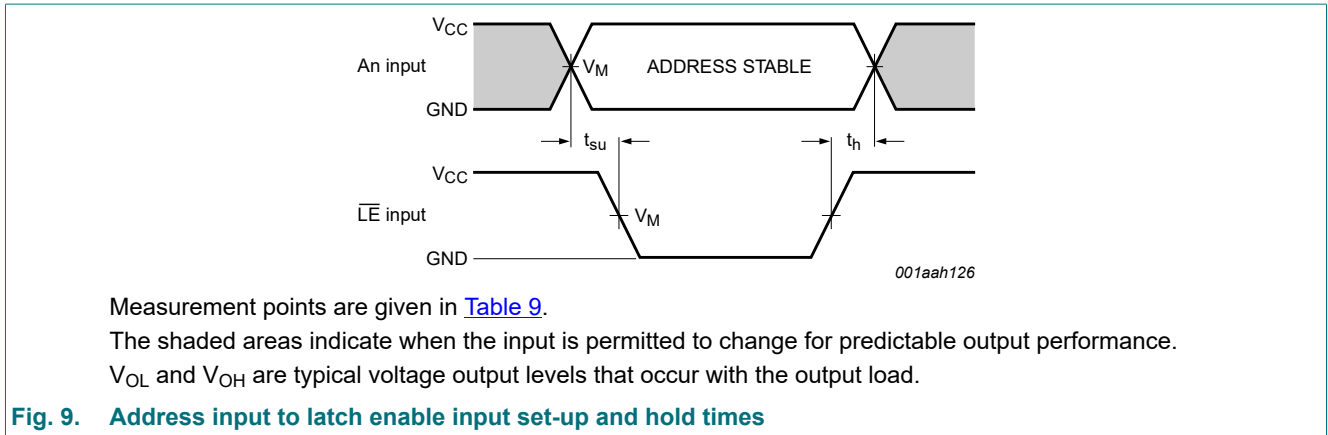 VCC
An input
VM
ADDRESS STABLE
GND
tsu
th
VCC
LE input
VM
GND
001aah126
Measurement points are given in Table 9.
The shaded areas indicate when the input is permitted to change for predictable output performance.
VOL and VOH are typical voltage output levels that occur with the output load.
Fig. 9. Address input to latch enable input set-up and hold times